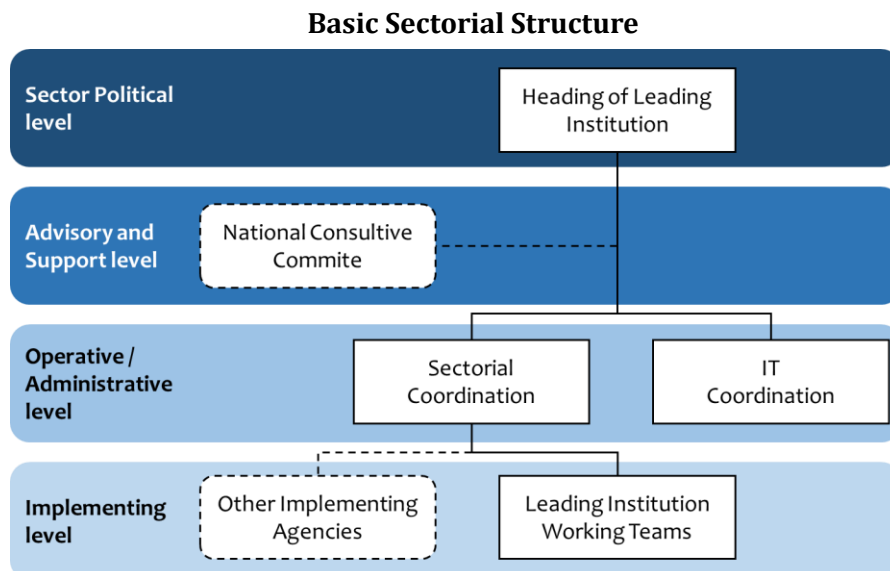 Basic Sectorial Structure
Sector Political
level
Heading of Leading
Institution
Advisory and
Support level
National Consultive
Commite
Operative /
Administrative
level
Sectorial
Coordination
IT
Coordination
Implementing
level
Other Implementing
Agencies
Leading Institution
Working Teams